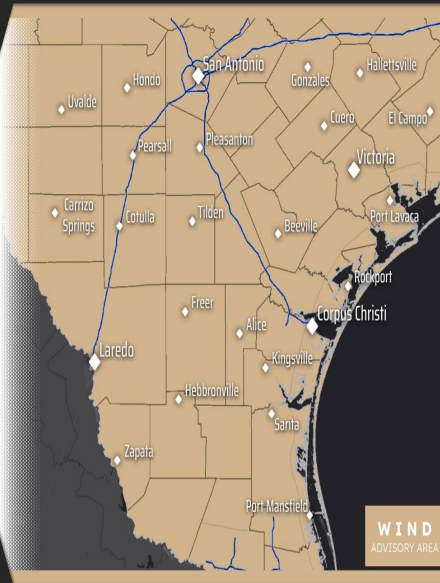 San Antonio
Hondo
Gonzales
Hallettsville
Uvalde
Cuero
El Campo
Pearsall
Pleasanton
Victoria
Carrizo
Springs
Cotulla
Tilden
Beeville
Port Lavaca
Rockport
Freer
Alice
Corpus Christi
Laredo
Kingsville
Hebbronville
Sarita
Zapata
Port Mansfield
WIND
ADVISORY AREA